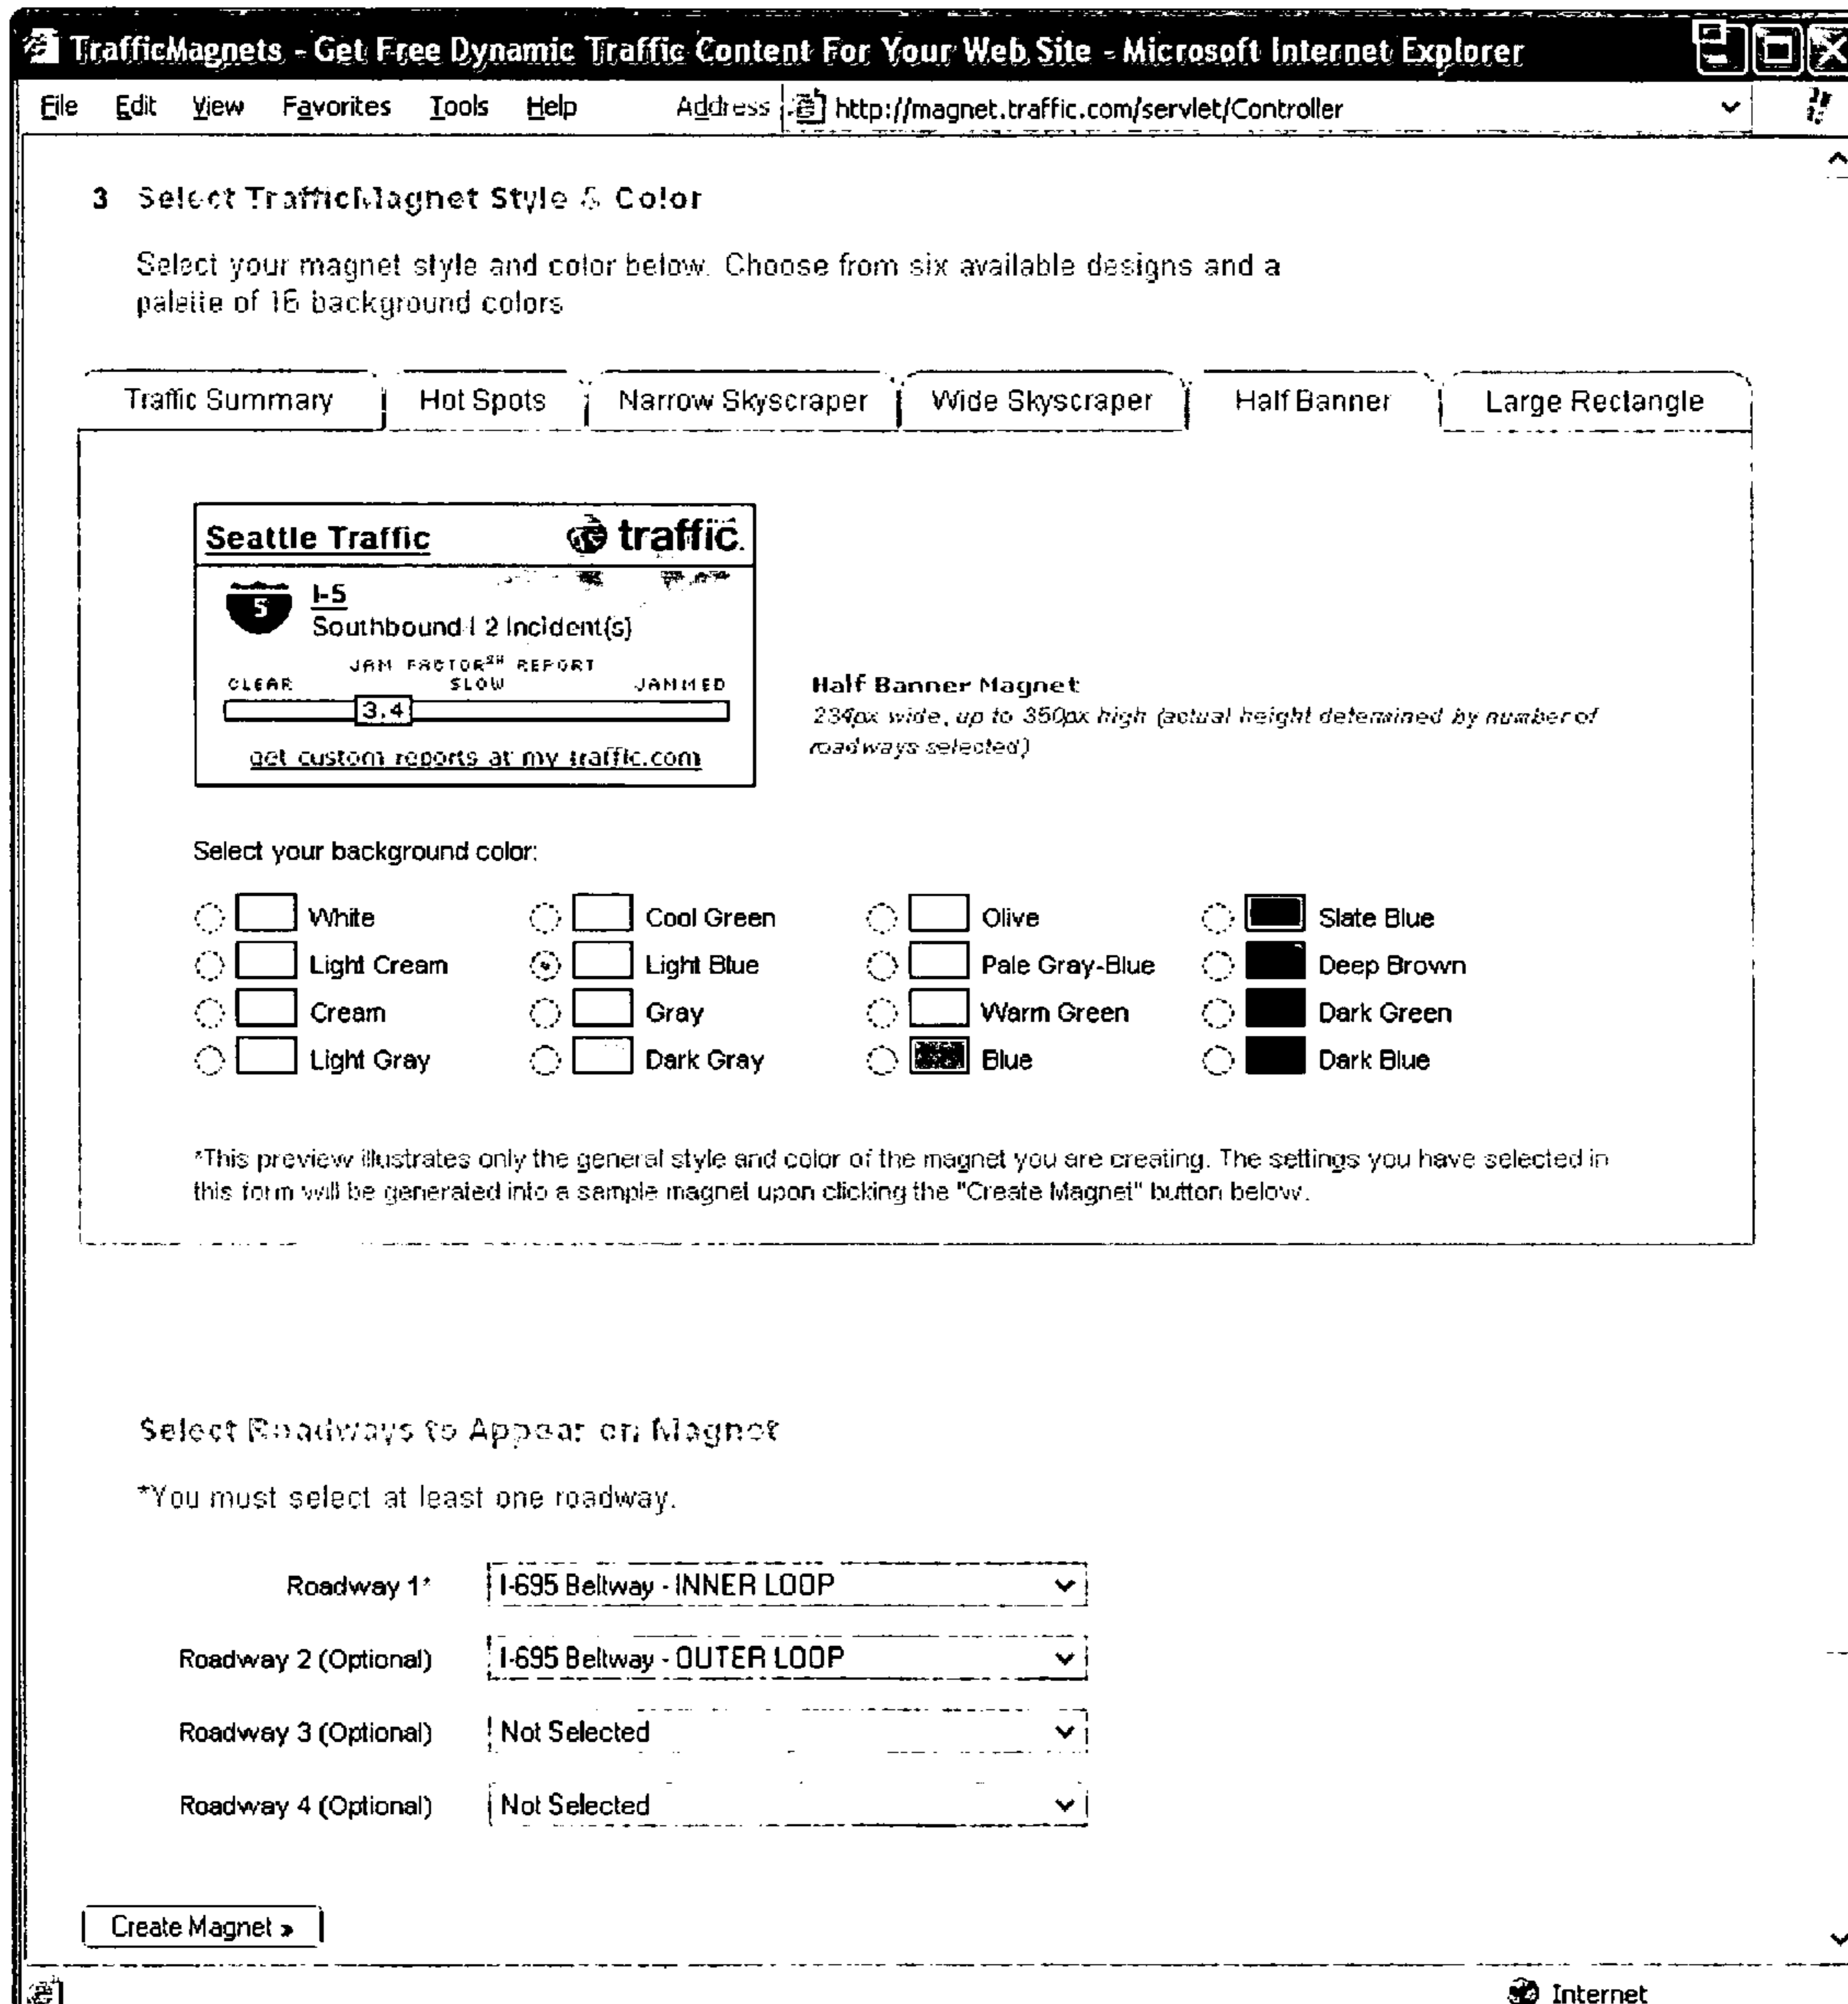 TrafficMagnets - Get Free Dynamic Traffic Content For Your Web Site - Microsoft Internet Explorer
File Edit View Favorites Tools Help Address http://magnet.traffic.com/servlet/Controller
3 Select TrafficMagnet Style & Color
Select your magnet style and color below. Choose from six available designs and a
palette of 16 background colors
Traffic Summary Hot Spots Narrow Skyscraper Wide Skyscraper Half Banner Large Rectangle
Seattle Traffic traffic.
5 I-5
Southbound | 2 Incident(s)
JAM FACTOR℠ REPORT
CLEAR SLOW JAMMED
3.4
get custom reports at my traffic.com
Half Banner Magnet
234px wide, up to 350px high (actual height determined by number of
roadways selected)
Select your background color:
White Cool Green Olive Slate Blue
Light Cream Light Blue Pale Gray-Blue Deep Brown
Cream Gray Warm Green Dark Green
Light Gray Dark Gray Blue Dark Blue
*This preview illustrates only the general style and color of the magnet you are creating. The settings you have selected in
this form will be generated into a sample magnet upon clicking the "Create Magnet" button below.
Select Roadways to Appear on Magnet
*You must select at least one roadway.
Roadway 1* I-695 Beltway - INNER LOOP
Roadway 2 (Optional) I-695 Beltway - OUTER LOOP
Roadway 3 (Optional) Not Selected
Roadway 4 (Optional) Not Selected
Create Magnet »
Internet